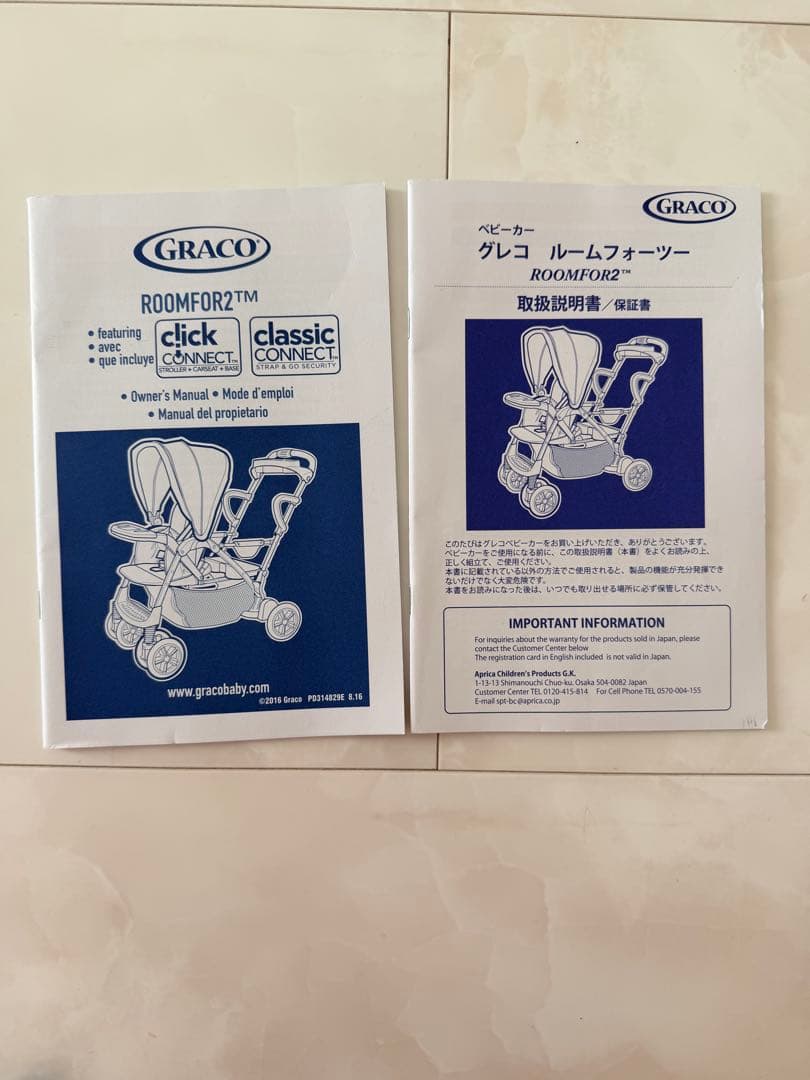 GRACO®
ROOMFOR2™
• featuring
• avec
• que incluye
click
CONNECT™
STROLLER + CARSEAT + BASE
classic
CONNECT™
STRAP & GO SECURITY
• Owner's Manual • Mode d'emploi
• Manual del propietario
www.gracobaby.com
©2016 Graco PD314829E 8.16
GRACO®
ベビーカー
グレコ ルームフォーツー
ROOMFOR2™
取扱説明書／保証書
このたびはグレコベビーカーをお買い上げいただき、ありがとうございます。
ベビーカーをご使用になる前に、この取扱説明書（本書）をよくお読みの上、
正しく組立て、ご使用ください。
本書に記載されている以外の方法でご使用されると、製品の機能が充分発揮でき
ないだけでなく大変危険です。
本書をお読みになった後は、いつでも取り出せる場所に必ず保管してください。
IMPORTANT INFORMATION
For inquiries about the warranty for the products sold in Japan, please
contact the Customer Center below
The registration card in English included is not valid in Japan.
Aprica Children's Products G.K.
1-13-13 Shimanouchi Chuo-ku. Osaka 504-0082 Japan
Customer Center TEL 0120-415-814 For Cell Phone TEL 0570-004-155
E-mail spt-bc@aprica.co.jp